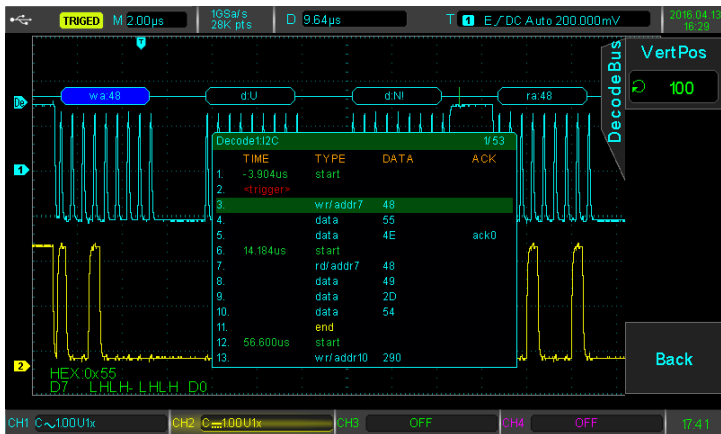 TRIGED M 2.00µs 1GSa/s 28K pts D 9.64µs T 1 E DC Auto 200.000mV 2016.04.13 16:29
DecodeBus
VertPos
100
De
wa:48 d:U d:N! ra:48
Decode1:I2C 1/53
TIME TYPE DATA ACK
1. -3.904us start
2. <trigger>
3. wr/addr7 48
4. data 55
5. data 4E ack0
6. 14.184us start
7. rd/addr7 48
8. data 49
9. data 2D
10. data 54
11. end
12. 56.600us start
13. wr/addr10 290
1
2
HEX:0x55
D7 LHLH-LHLH D0
Back
CH1 C 1.00U1x CH2 C 1.00U1x CH3 OFF CH4 OFF 17:41